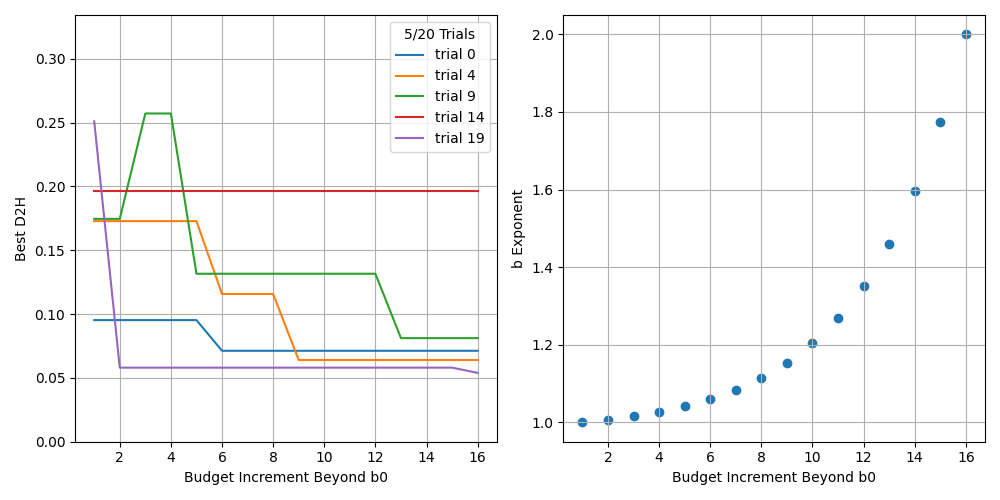 5/20 Trials
trial 0
trial 4
trial 9
trial 14
trial 19
0.30
0.25
0.20
0.15
0.10
0.05
0.00
Best D2H
2 4 6 8 10 12 14 16
Budget Increment Beyond b0
2.0
1.8
1.6
1.4
1.2
1.0
b Exponent
2 4 6 8 10 12 14 16
Budget Increment Beyond b0